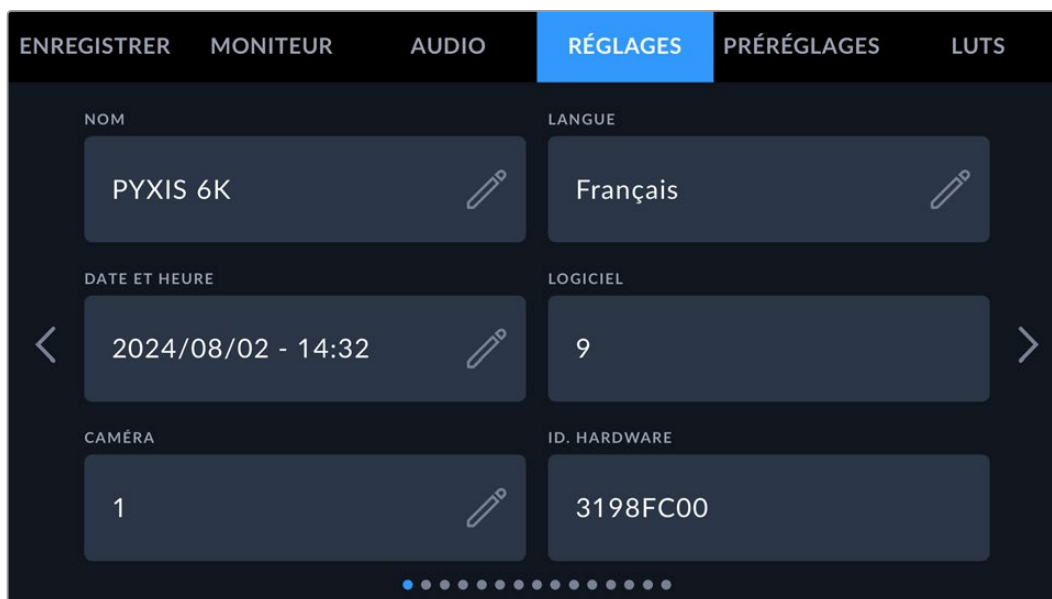 ENREGISTRER MONITEUR AUDIO RÉGLAGES PRÉRÉGLAGES LUTS
NOM LANGUE
PYXIS 6K Français
DATE ET HEURE LOGICIEL
2024/08/02 - 14:32 9
CAMÉRA ID. HARDWARE
1 3198FC00